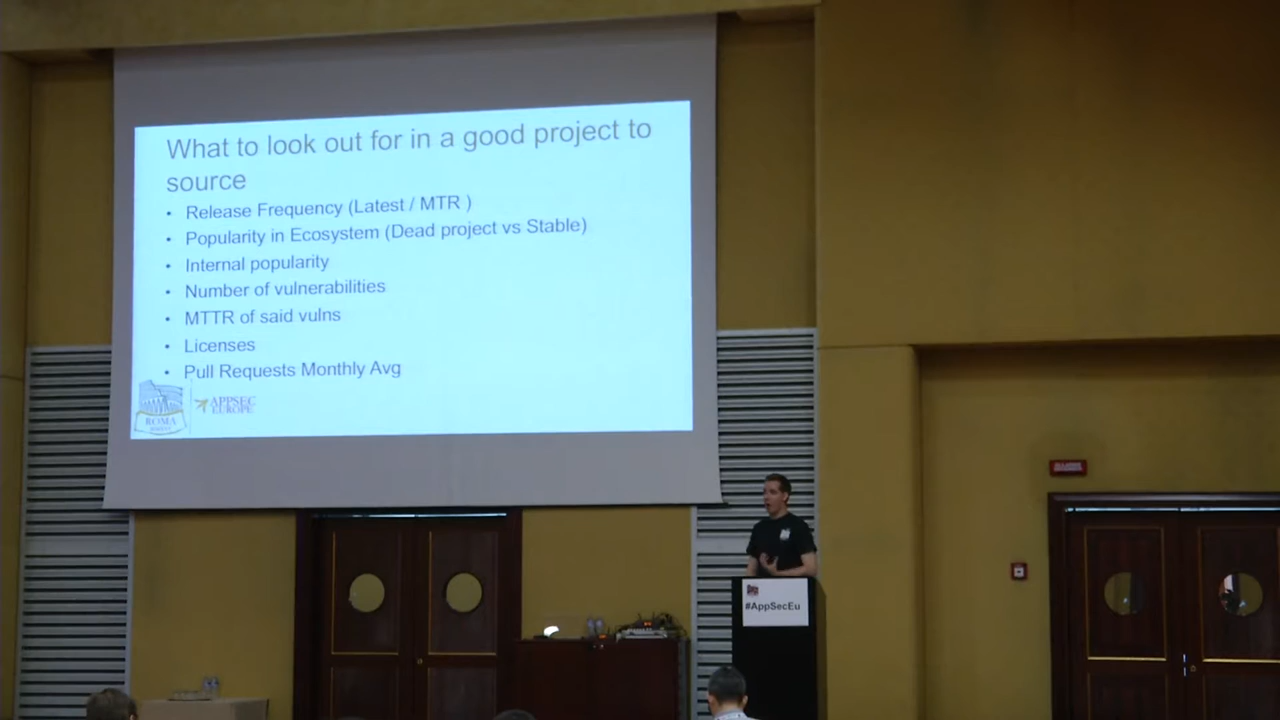 What to look out for in a good project to
source
• Release Frequency (Latest / MTR )
• Popularity in Ecosystem (Dead project vs Stable)
• Internal popularity
• Number of vulnerabilities
• MTTR of said vulns
• Licenses
• Pull Requests Monthly Avg
ROMA
APPSEC
EUROPE
#AppSecEu